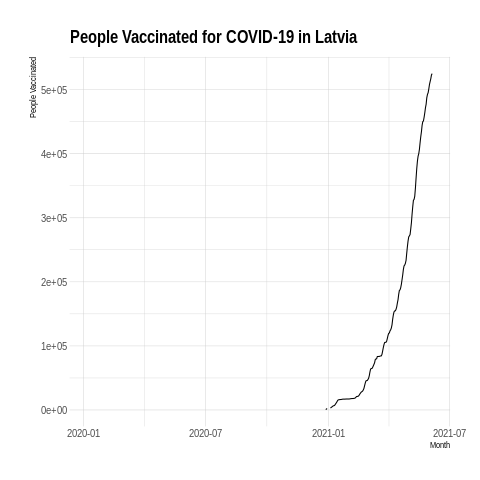 People Vaccinated for COVID-19 in Latvia
People Vaccinated
5e+05
4e+05
3e+05
2e+05
1e+05
0e+00
2020-01 2020-07 2021-01 2021-07
Month